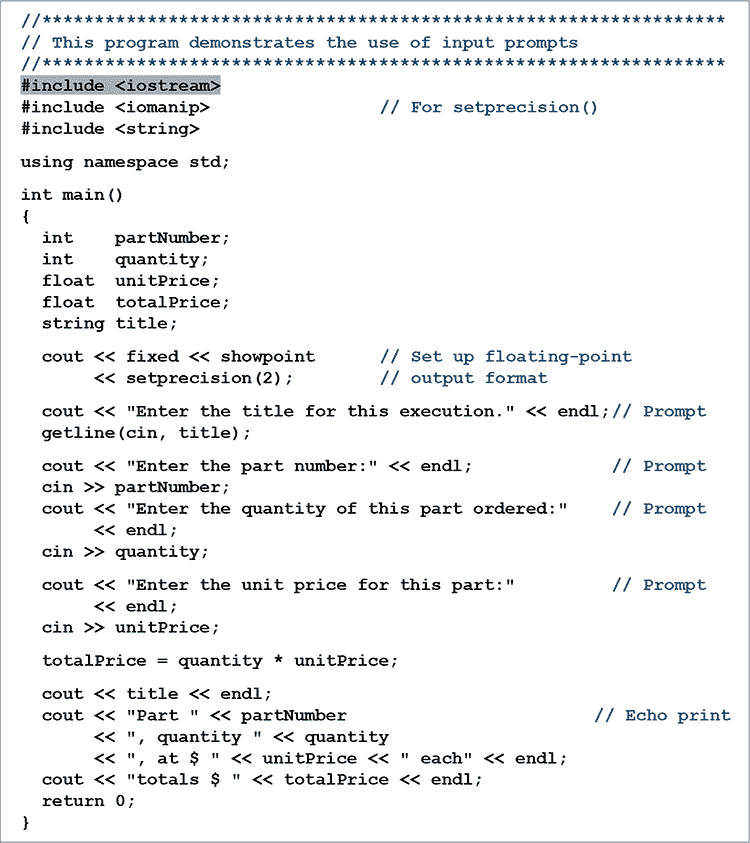 //*****************************************************************
// This program demonstrates the use of input prompts
//*****************************************************************
#include <iostream>
#include <iomanip>                // For setprecision()
#include <string>
using namespace std;
int main()
{
  int    partNumber;
  int    quantity;
  float  unitPrice;
  float  totalPrice;
  string title;
  cout << fixed << showpoint      // Set up floating-point
       << setprecision(2);        // output format
  cout << "Enter the title for this execution." << endl;// Prompt
  getline(cin, title);
  cout << "Enter the part number:" << endl;             // Prompt
  cin >> partNumber;
  cout << "Enter the quantity of this part ordered:"    // Prompt
       << endl;
  cin >> quantity;
  cout << "Enter the unit price for this part:"         // Prompt
       << endl;
  cin >> unitPrice;
  totalPrice = quantity * unitPrice;
  cout << title << endl;
  cout << "Part " << partNumber                       // Echo print
       << ", quantity " << quantity
       << ", at $ " << unitPrice << " each" << endl;
  cout << "totals $ " << totalPrice << endl;
  return 0;
}